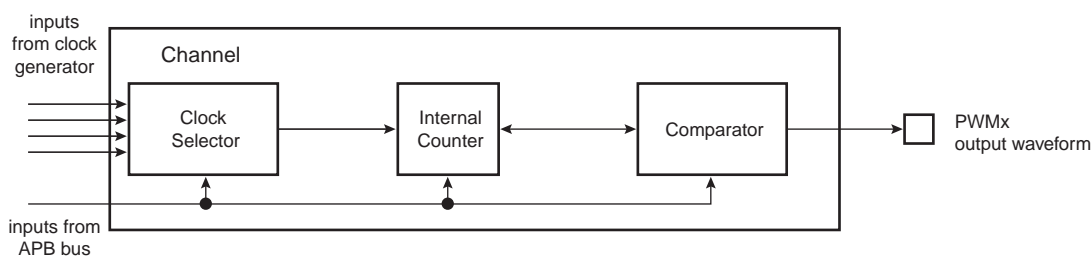 inputs
from clock
generator
Channel
Clock
Selector
Internal
Counter
Comparator
PWMx
output waveform
inputs from
APB bus